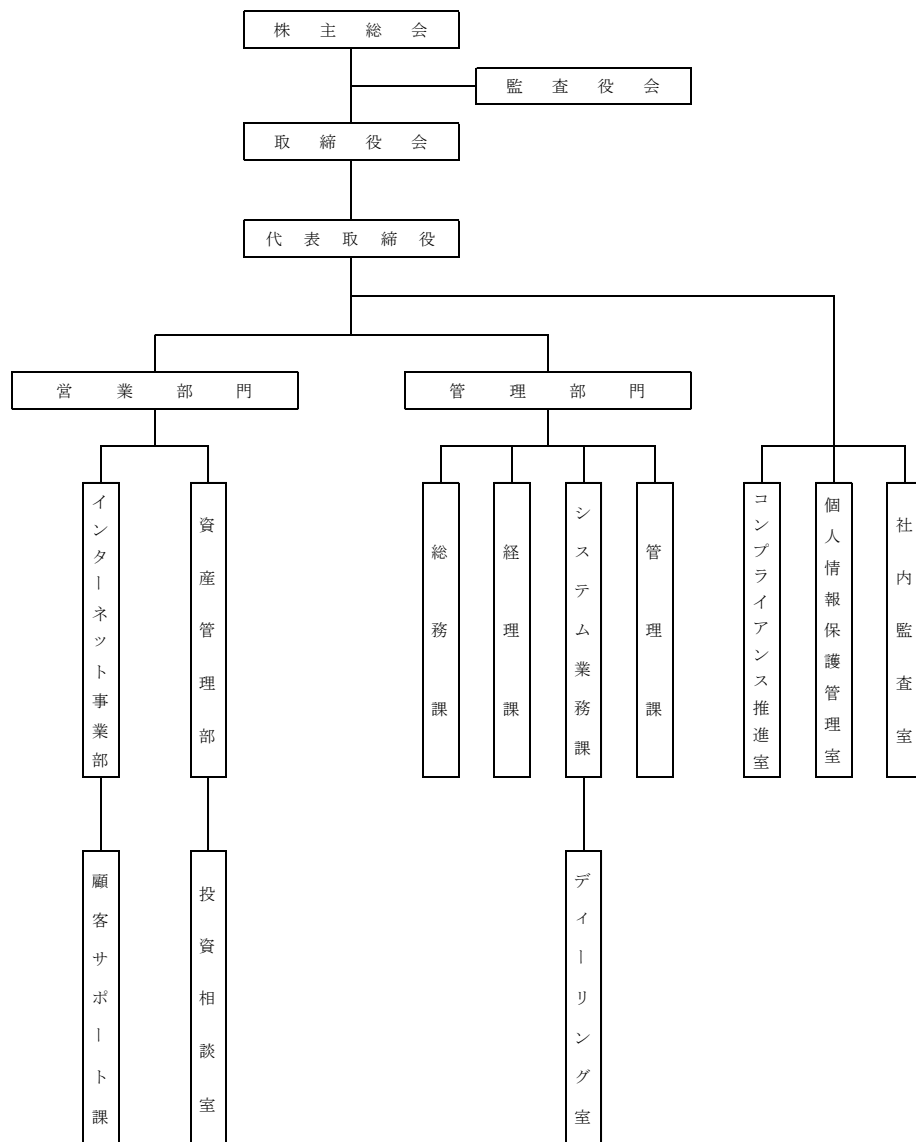 株主総会
監査役会
取締役会
代表取締役
営業部門
管理部門
インターネット事業部
資産管理部
総務課
経理課
システム業務課
管理課
コンプライアンス推進室
個人情報保護管理室
社内監査室
顧客サポート課
投資相談室
ディーリング室